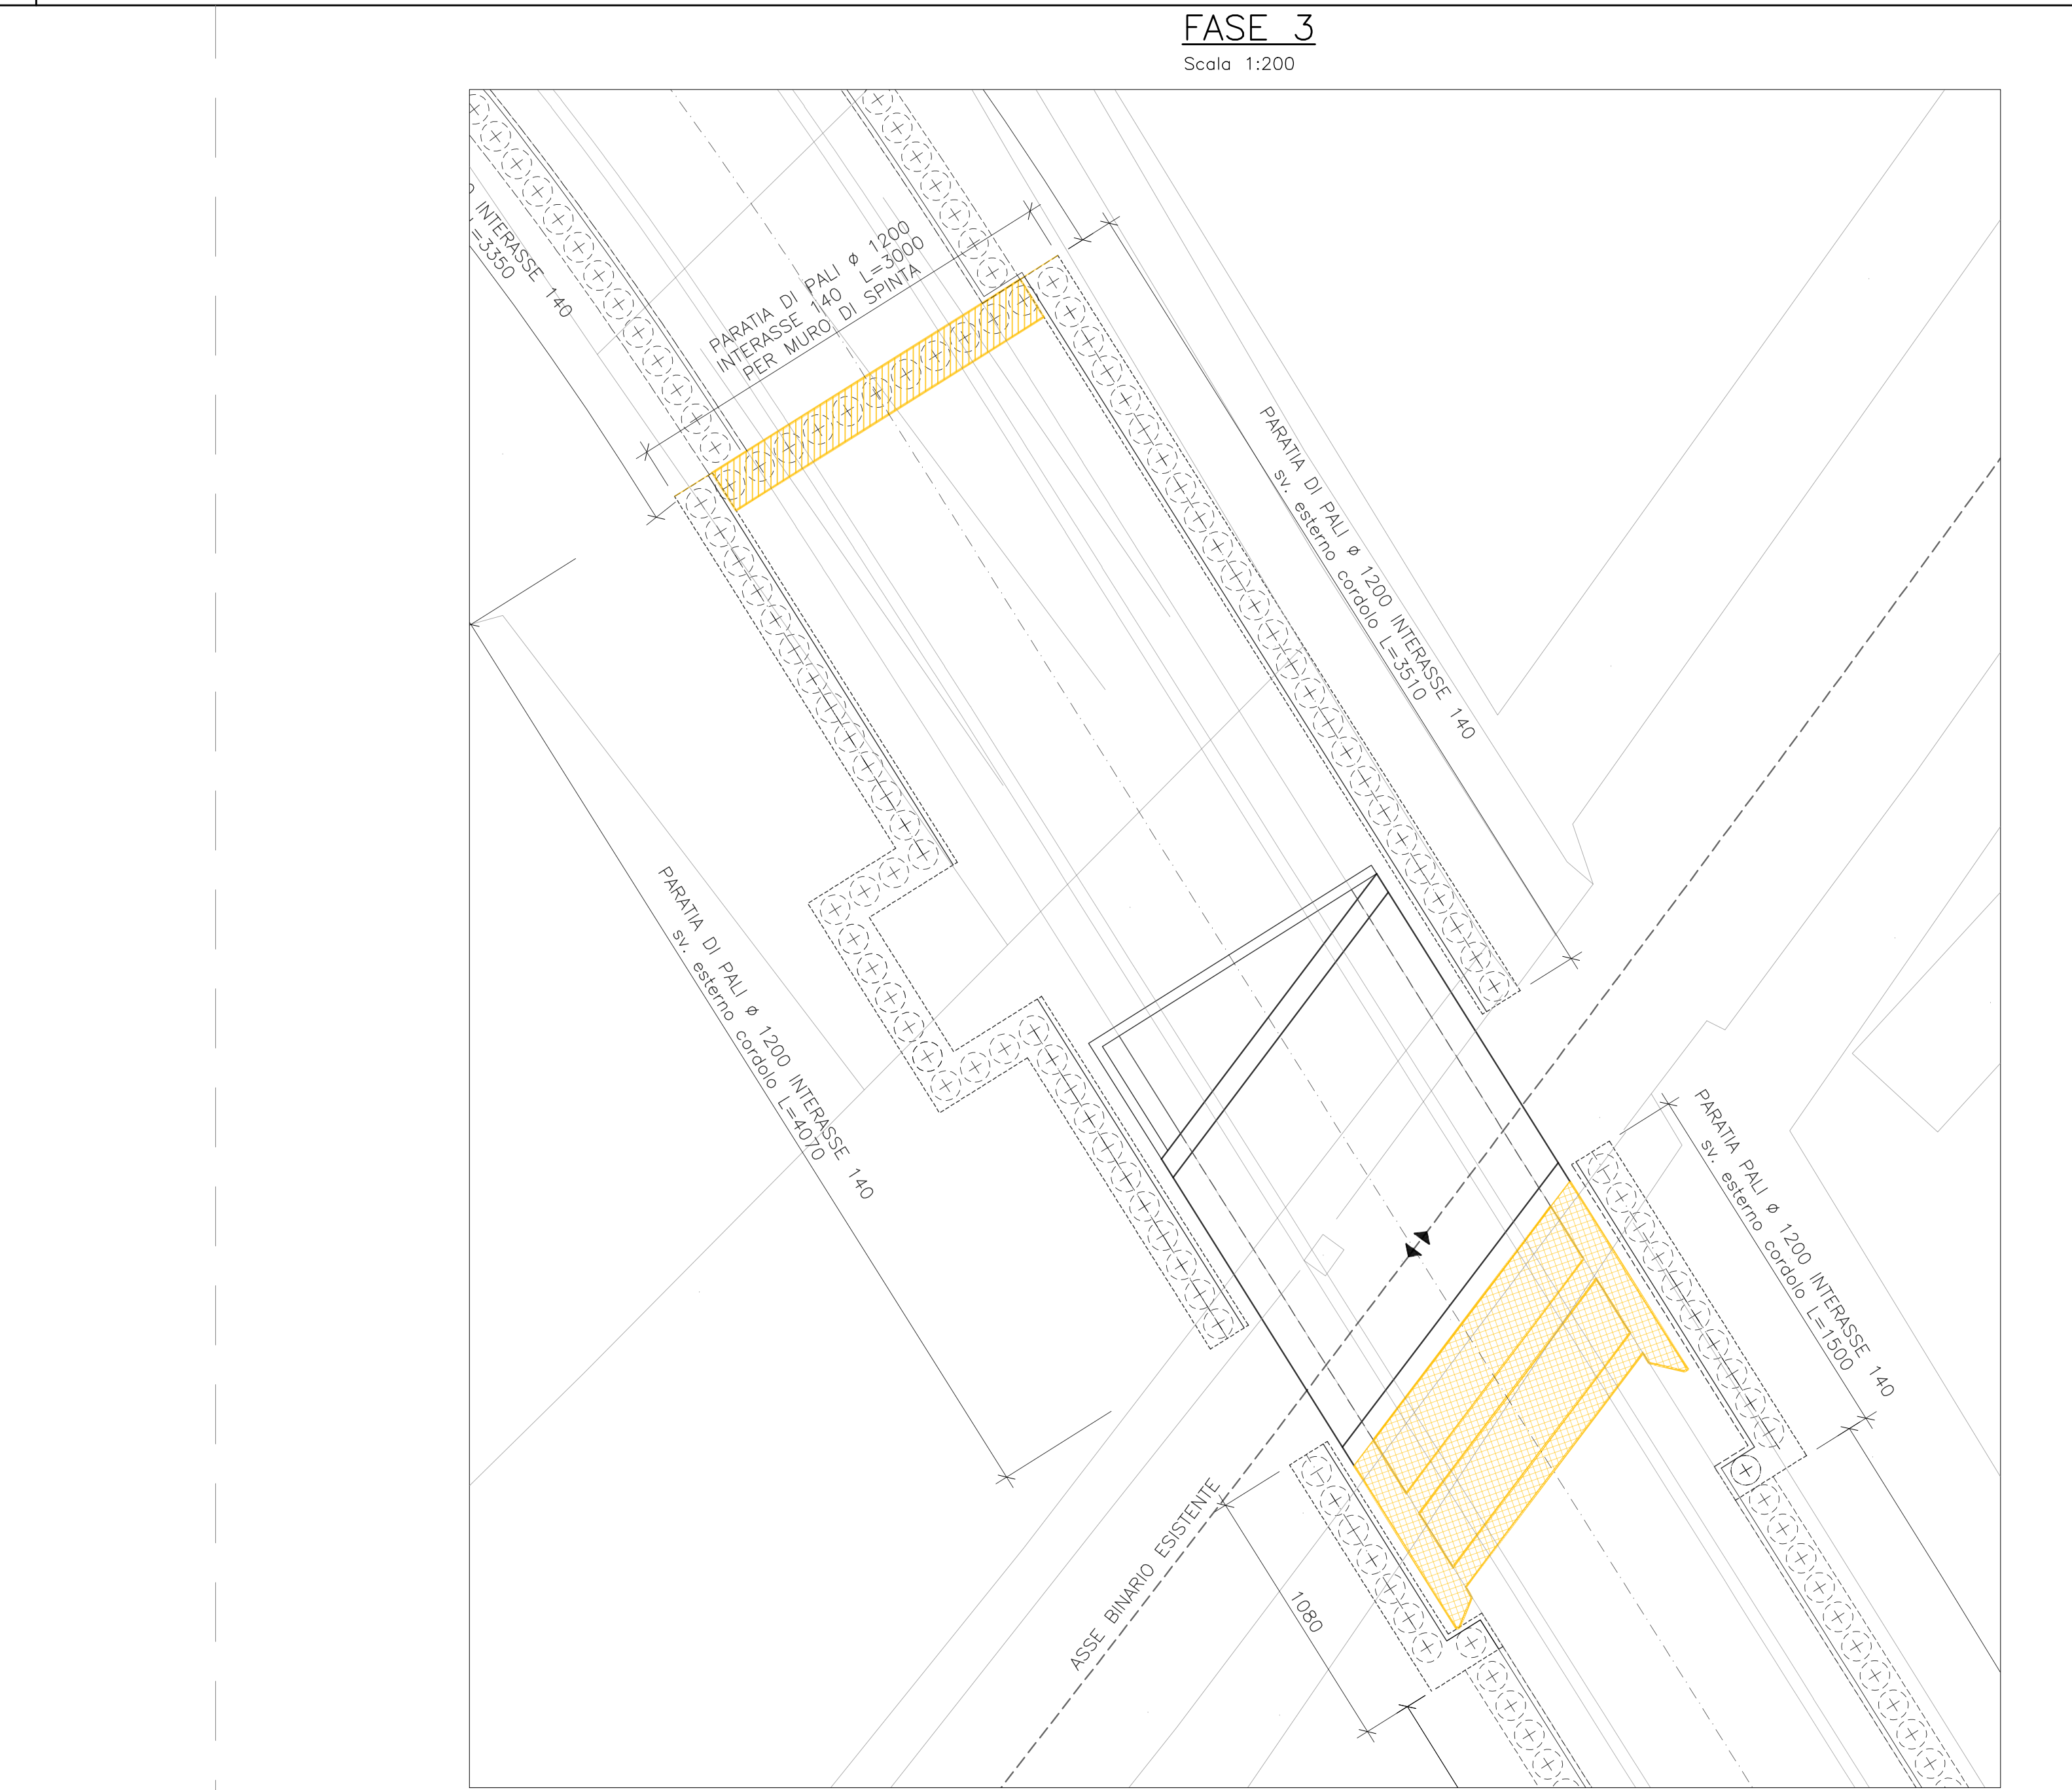 FASE 3
Scala 1:200
INTERASSE 140
L=3350
PARATIA DI PALI ø 1200
INTERASSE 140 L=3000
PER MURO DI SPINTA
PARATIA DI PALI ø 1200 INTERASSE 140
sv. esterno cordolo L=3510
PARATIA DI PALI ø 1200 INTERASSE 140
sv. esterno cordolo L=4070
PARATIA PALI ø 1200 INTERASSE 140
sv. esterno cordolo L=1500
ASSE BINARIO ESISTENTE
1080